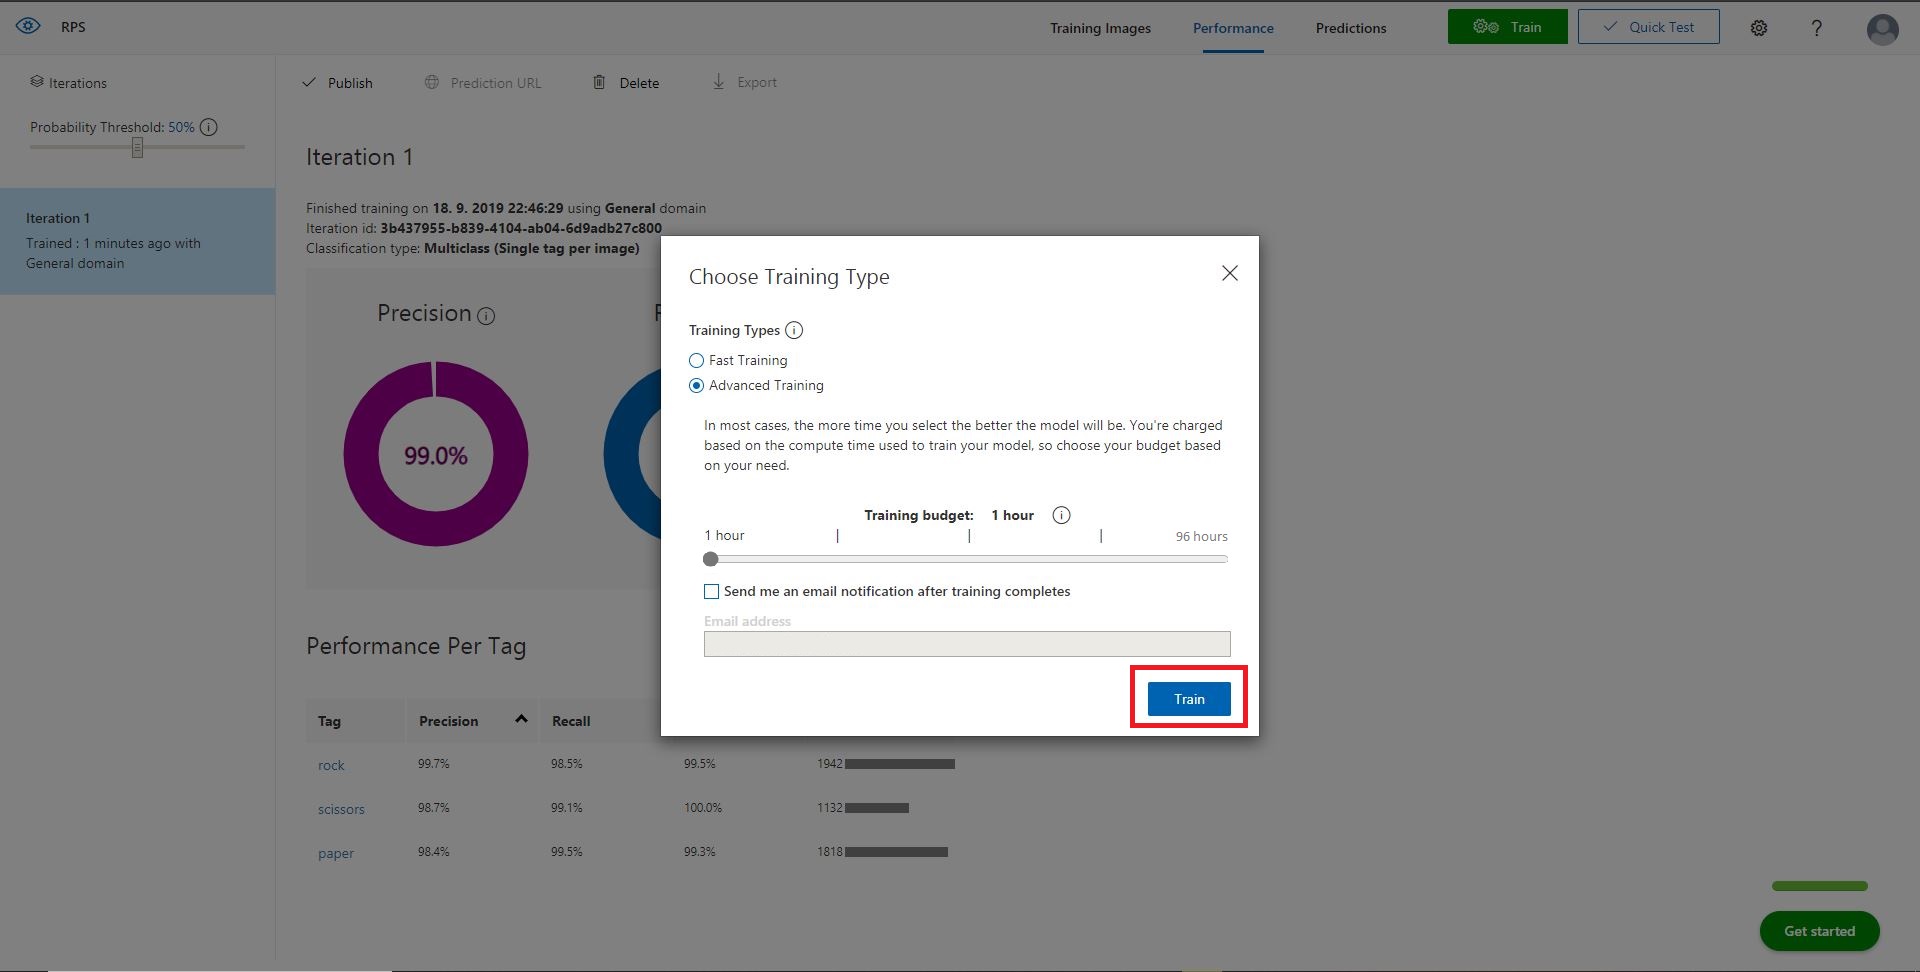 RPS
Training Images
Performance
Predictions
Train
Quick Test
?
Iterations
Publish
Prediction URL
Delete
Export
Probability Threshold: 50%
Iteration 1
Trained : 1 minutes ago with
General domain
Iteration 1
Finished training on 18. 9. 2019 22:46:29 using General domain
Iteration id: 3b437955-b839-4104-ab04-6d9adb27c800
Classification type: Multiclass (Single tag per image)
Precision
99.0%
Choose Training Type
Training Types
Fast Training
Advanced Training
In most cases, the more time you select the better the model will be. You're charged
based on the compute time used to train your model, so choose your budget based
on your need.
Training budget: 1 hour
1 hour
96 hours
Send me an email notification after training completes
Email address
Train
Performance Per Tag
Tag Precision Recall
rock 99.7% 98.5% 99.5% 1942
scissors 98.7% 99.1% 100.0% 1132
paper 98.4% 99.5% 99.3% 1818
Get started